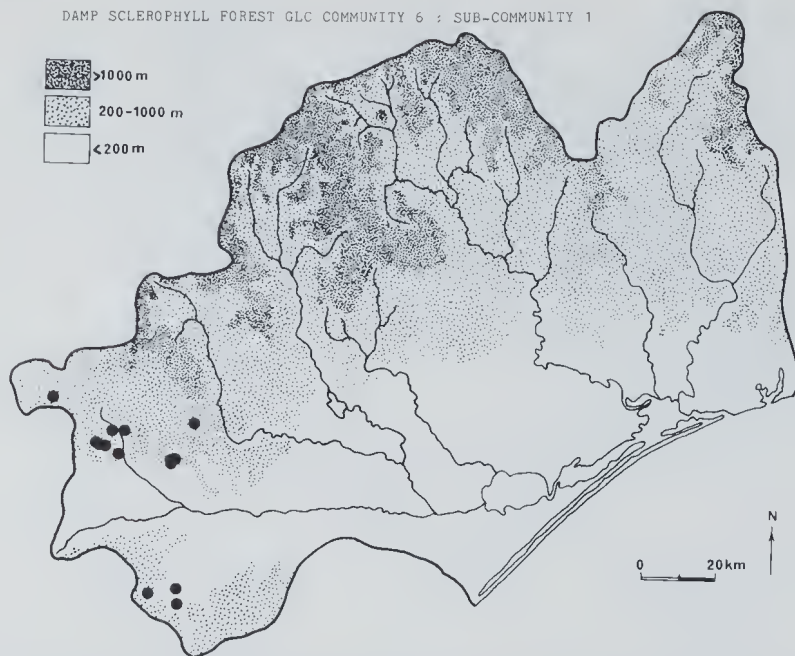 DAMP SCLEROPHYLL FOREST GLC COMMUNITY 6 : SUB-COMMUNITY 1
>1000 m
200-1000 m
<200 m
N
0 20km